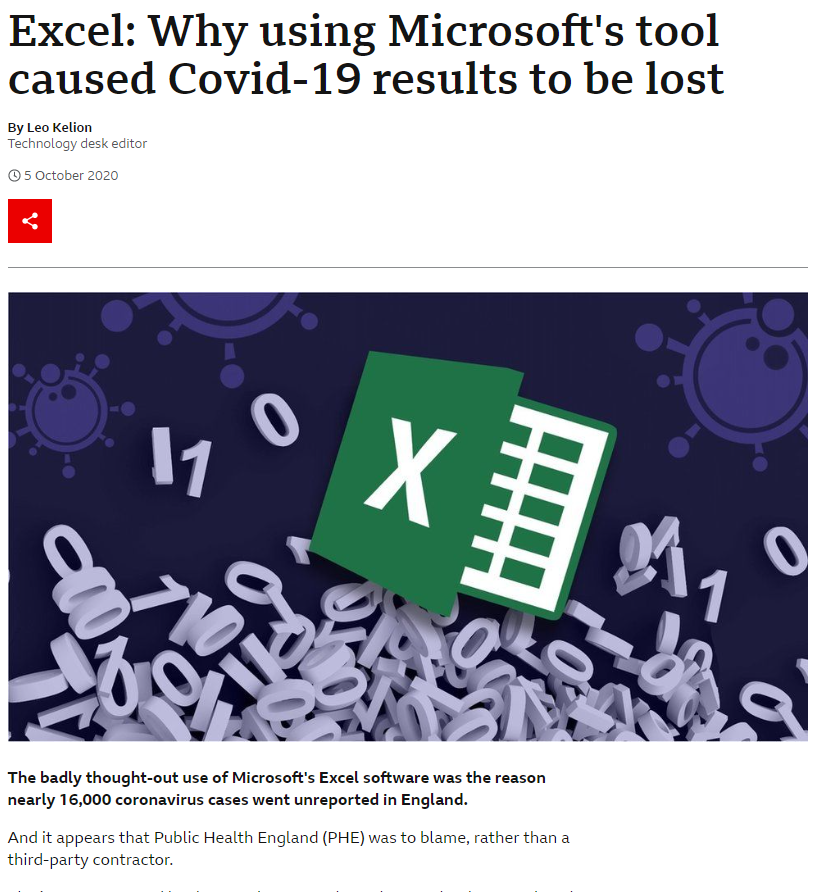 Excel: Why using Microsoft's tool
caused Covid-19 results to be lost
By Leo Kelion
Technology desk editor
5 October 2020
X
The badly thought-out use of Microsoft's Excel software was the reason
nearly 16,000 coronavirus cases went unreported in England.
And it appears that Public Health England (PHE) was to blame, rather than a
third-party contractor.